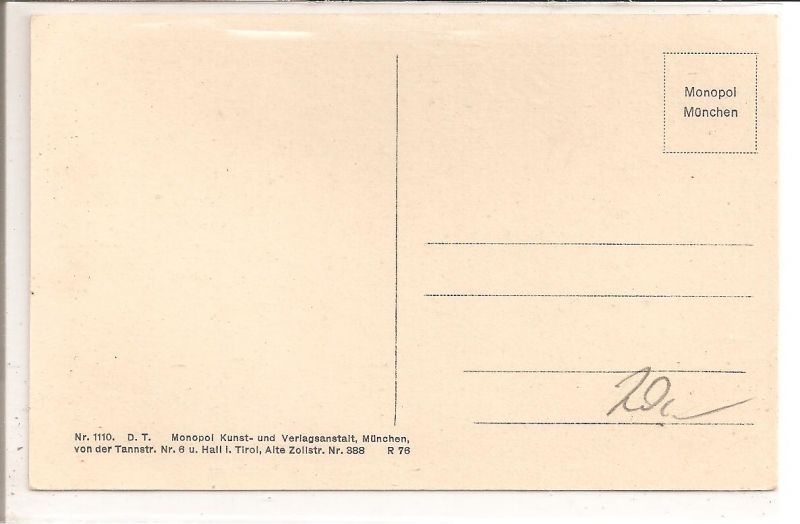 Monopol
München
Nr. 1110. D. T. Monopol Kunst- und Verlagsanstalt, München,
von der Tannstr. Nr. 6 u. Hall i. Tirol, Alte Zollstr. Nr. 388 R 76